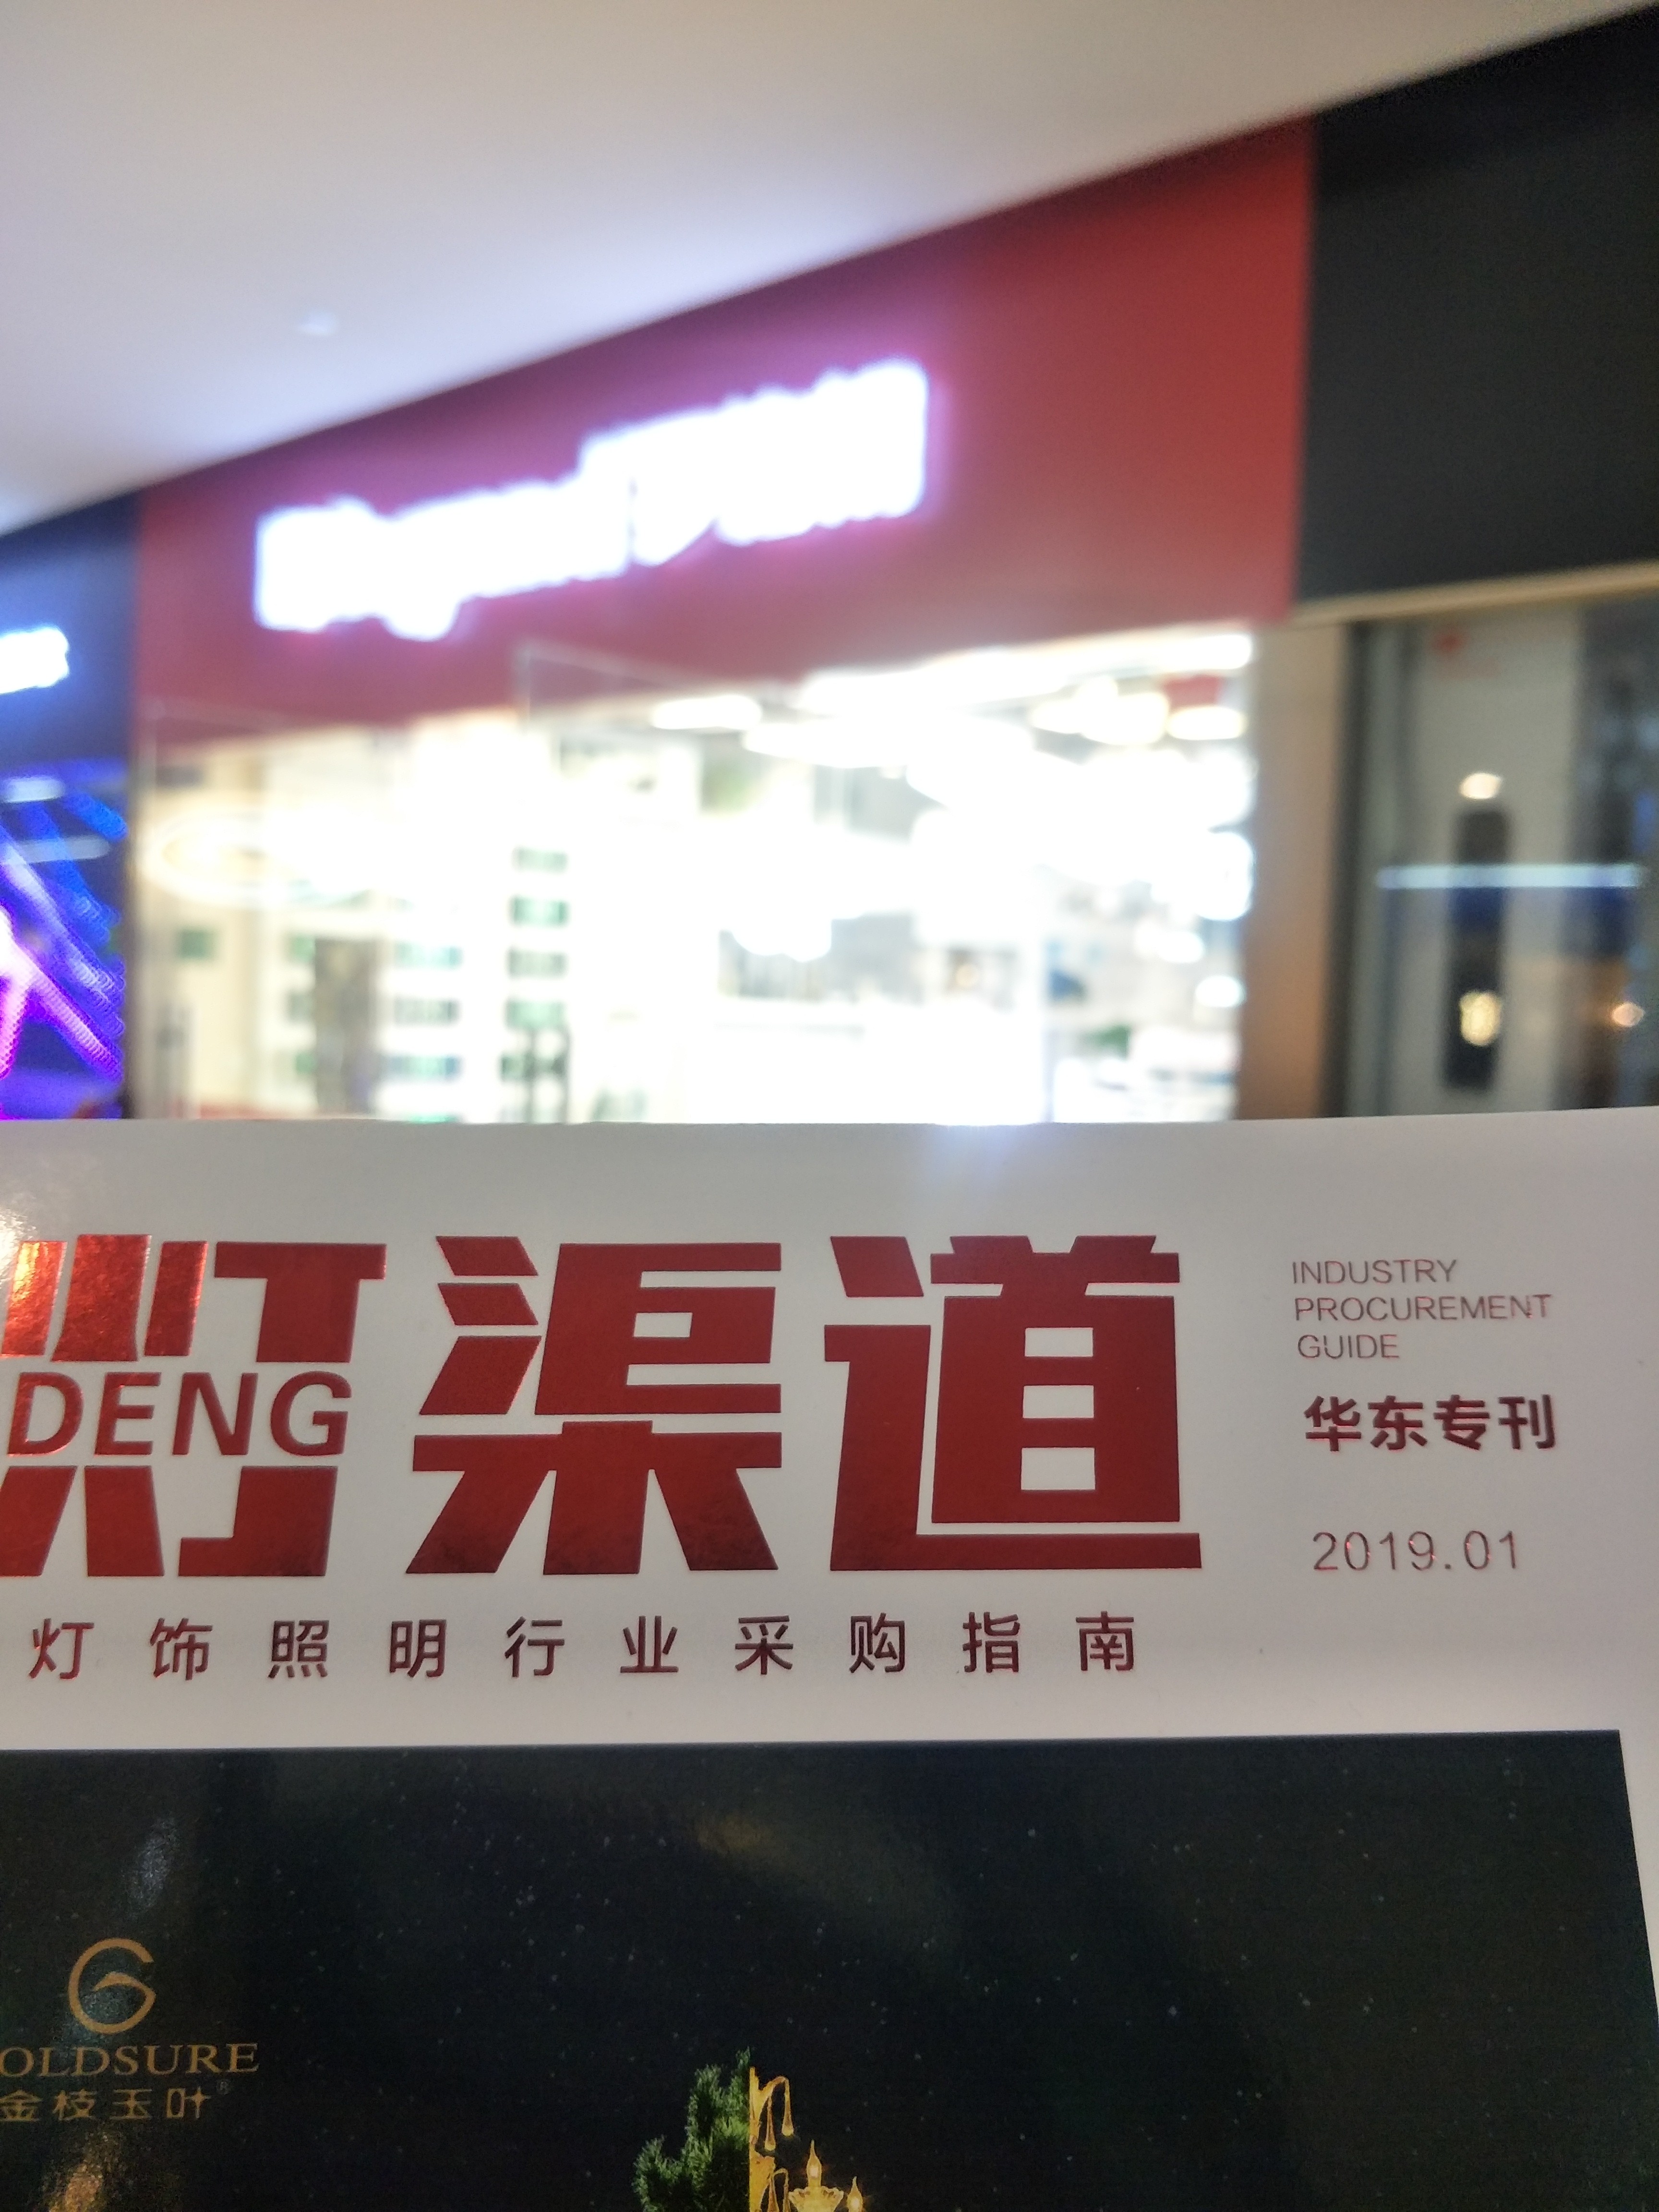 灯渠道
DENG
INDUSTRY
PROCUREMENT
GUIDE
华东专刊
2019.01
灯饰照明行业采购指南
OLDSURE
金枝玉叶®